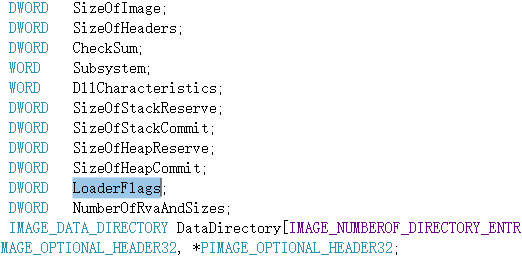 DWORD SizeOfImage;
DWORD SizeOfHeaders;
DWORD CheckSum;
WORD Subsystem;
WORD DllCharacteristics;
DWORD SizeOfStackReserve;
DWORD SizeOfStackCommit;
DWORD SizeOfHeapReserve;
DWORD SizeOfHeapCommit;
DWORD LoaderFlags;
DWORD NumberOfRvaAndSizes;
IMAGE_DATA_DIRECTORY DataDirectory[IMAGE_NUMBEROF_DIRECTORY_ENTR
MAGE_OPTIONAL_HEADER32, *PIMAGE_OPTIONAL_HEADER32;